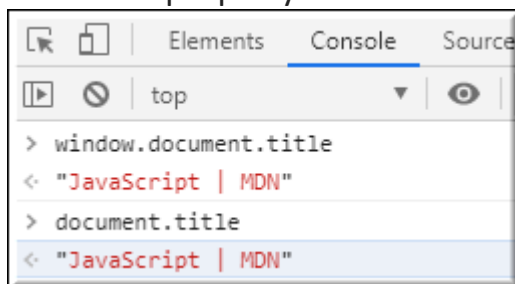 Elements Console Source
top
> window.document.title
"JavaScript | MDN"
> document.title
"JavaScript | MDN"